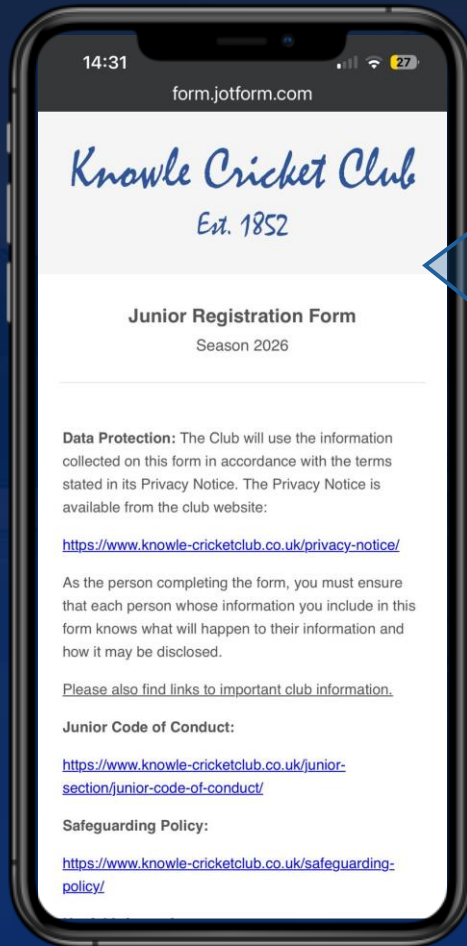 14:31
27
form.jotform.com
Knowle Cricket Club
Est. 1852
Junior Registration Form
Season 2026
Data Protection: The Club will use the information
collected on this form in accordance with the terms
stated in its Privacy Notice. The Privacy Notice is
available from the club website:
https://www.knowle-cricketclub.co.uk/privacy-notice/
As the person completing the form, you must ensure
that each person whose information you include in this
form knows what will happen to their information and
how it may be disclosed.
Please also find links to important club information.
Junior Code of Conduct:
https://www.knowle-cricketclub.co.uk/junior-
section/junior-code-of-conduct/
Safeguarding Policy:
https://www.knowle-cricketclub.co.uk/safeguarding-
policy/